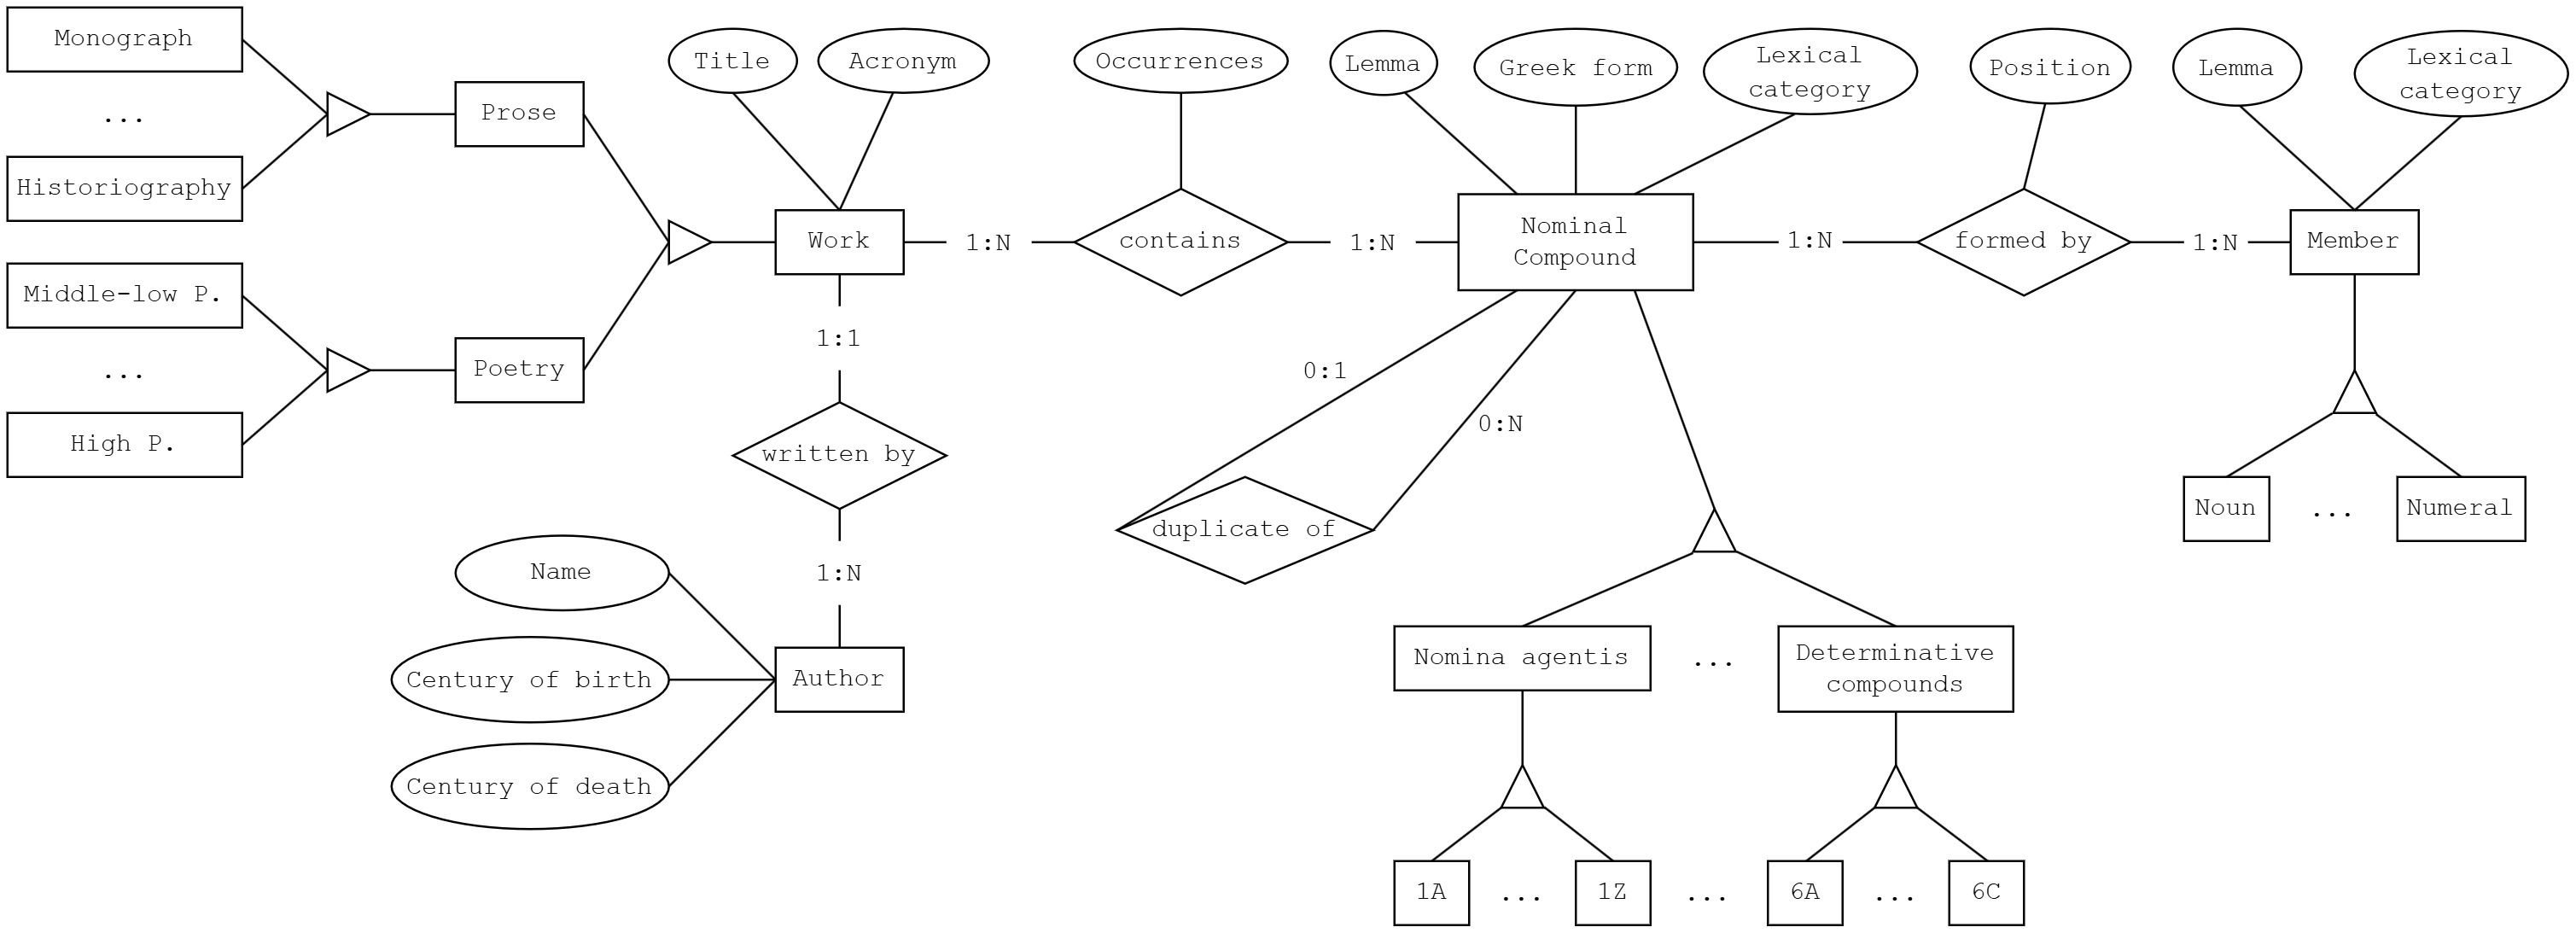 Monograph
...
Historiography
Middle-low P.
...
High P.
Prose
Poetry
Title
Acronym
Work
1:1
written by
1:N
Author
Name
Century of birth
Century of death
1:N
Occurrences
contains
1:N
Lemma
Greek form
Lexical
category
Nominal
Compound
0:1
0:N
duplicate of
1:N
Position
formed by
1:N
Lemma
Lexical
category
Member
Noun
...
Numeral
Nomina agentis
...
Determinative
compounds
1A
...
1Z
...
6A
...
6C